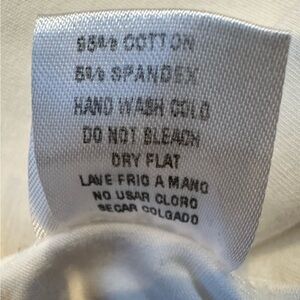 95% COTTON
5% SPANDEX
HAND WASH COLD
DO NOT BLEACH
DRY FLAT
LAVE FRIO A MANO
NO USAR CLORO
SECAR COLGADO